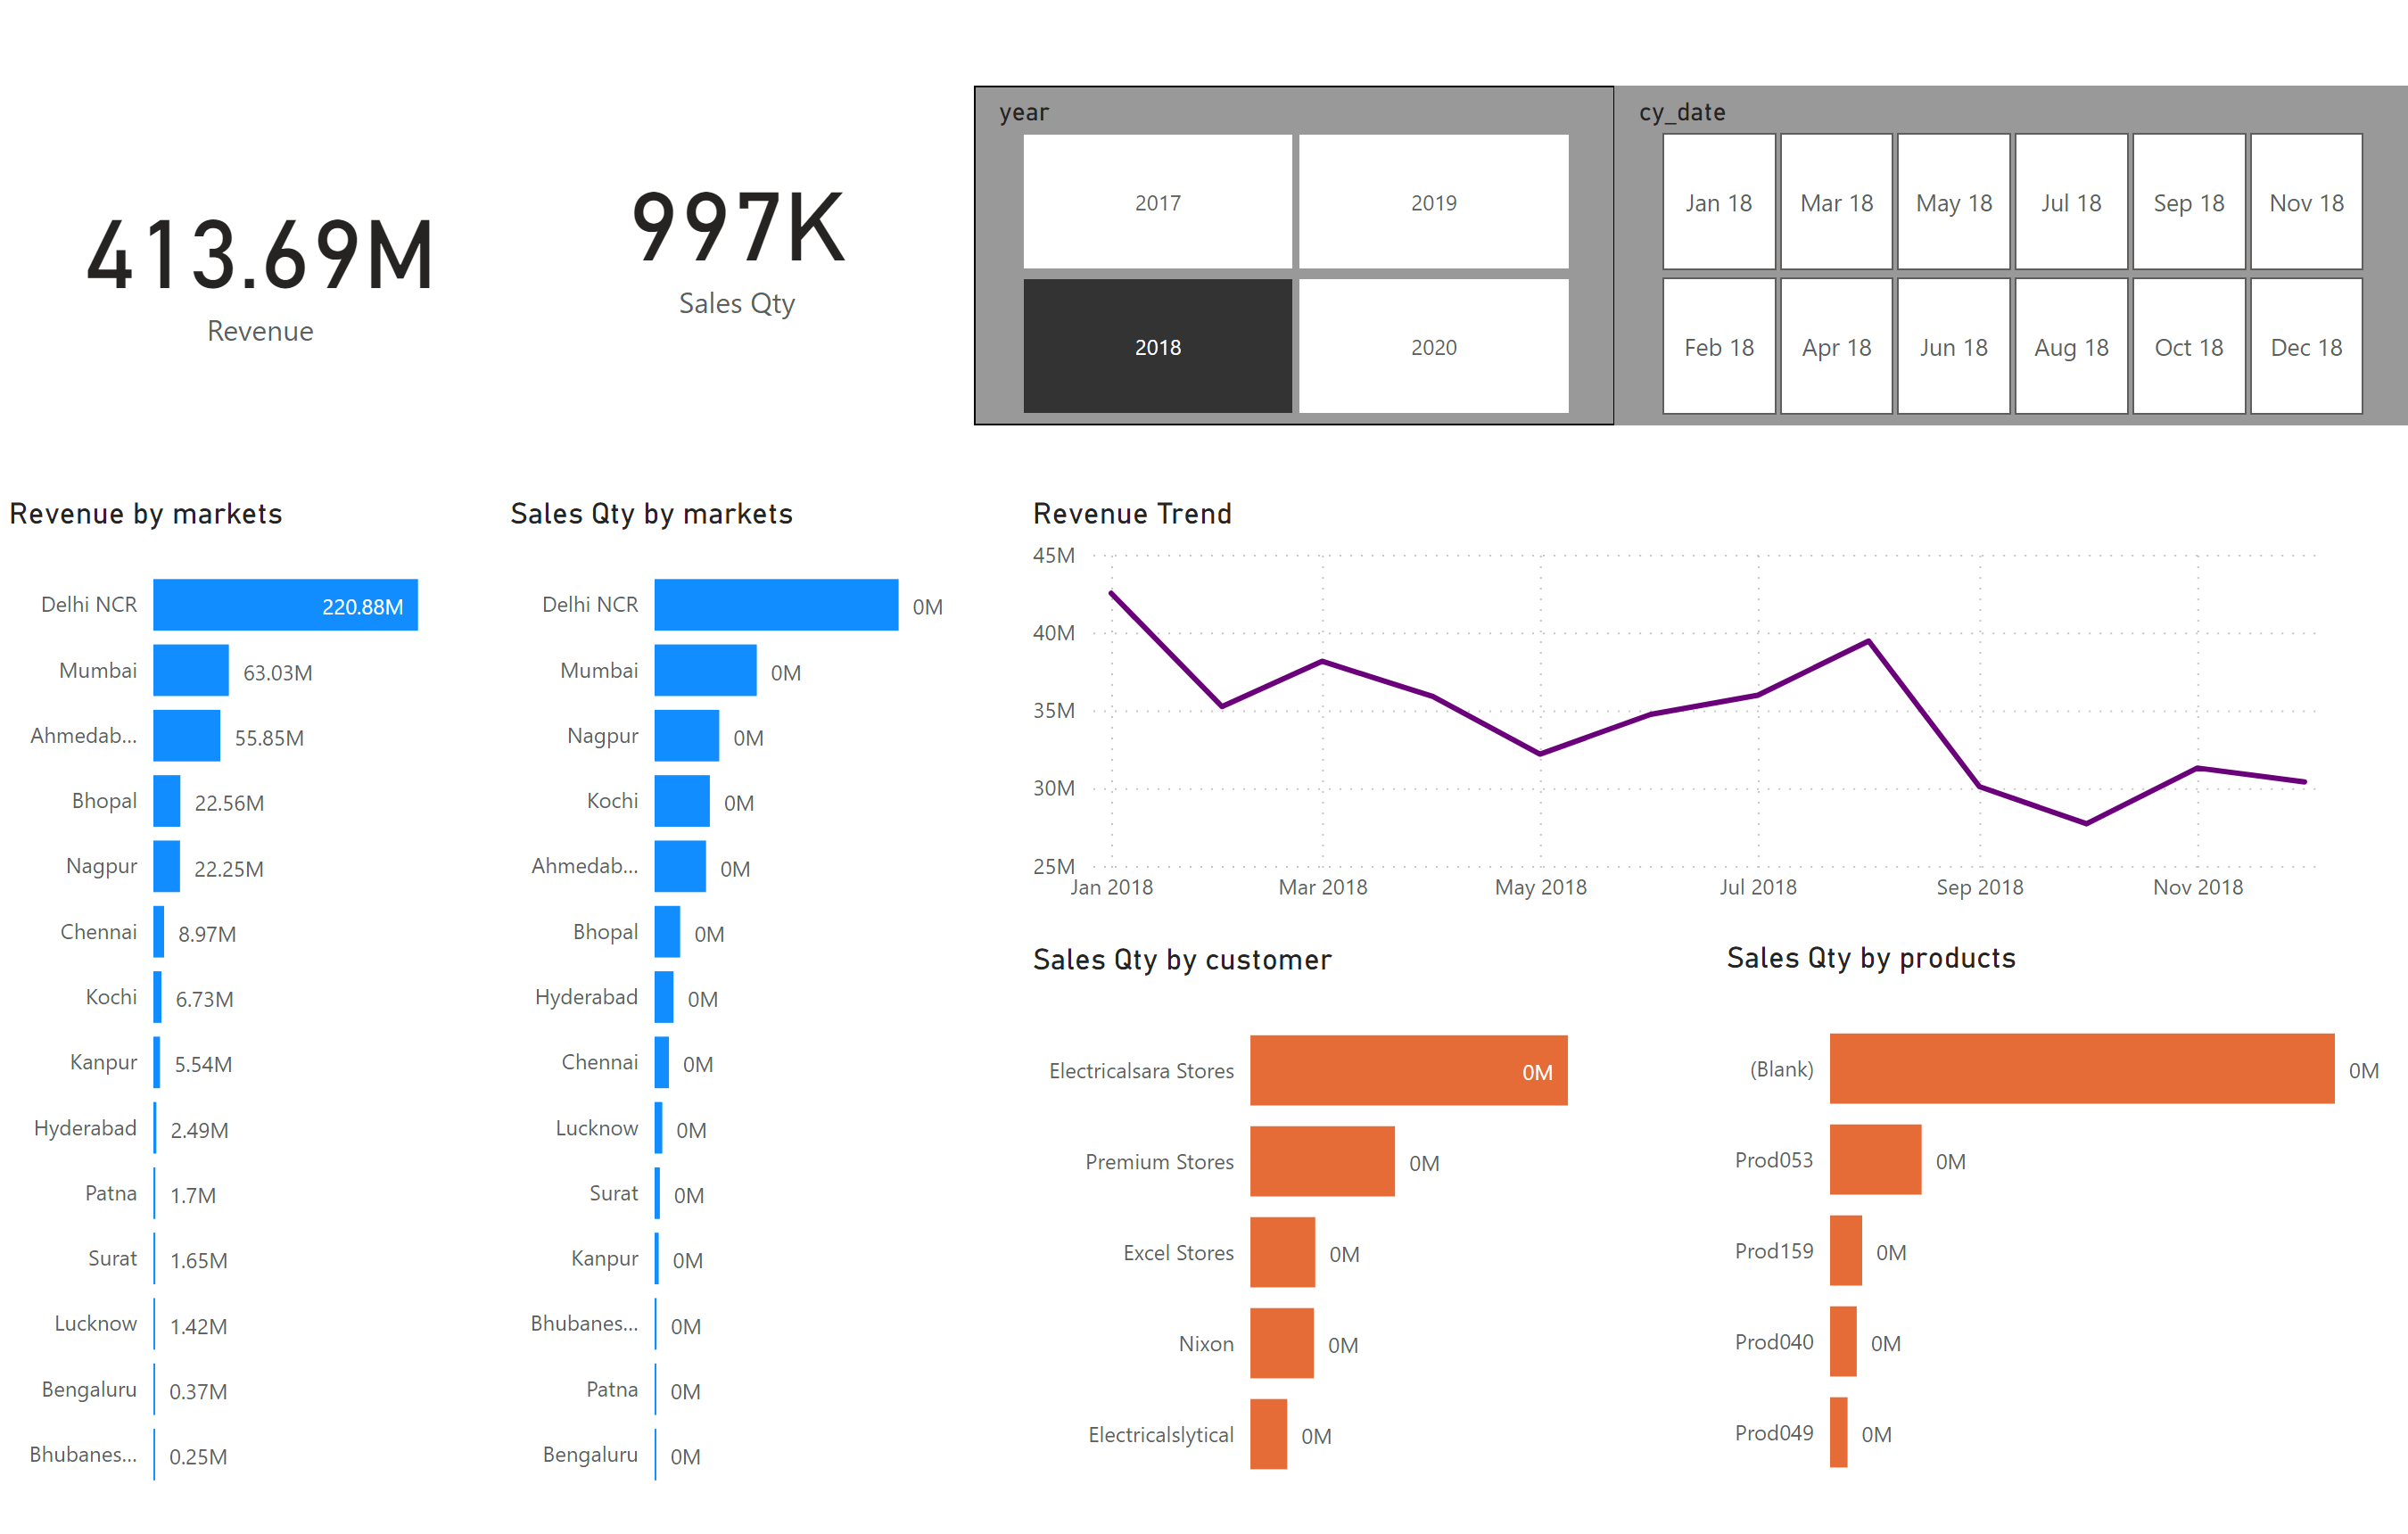 413.69M
Revenue
997K
Sales Qty
year
2017
2019
2018
2020
cy_date
Jan 18 Mar 18 May 18 Jul 18 Sep 18 Nov 18
Feb 18 Apr 18 Jun 18 Aug 18 Oct 18 Dec 18
Revenue by markets
Delhi NCR 220.88M
Mumbai 63.03M
Ahmedab... 55.85M
Bhopal 22.56M
Nagpur 22.25M
Chennai 8.97M
Kochi 6.73M
Kanpur 5.54M
Hyderabad 2.49M
Patna 1.7M
Surat 1.65M
Lucknow 1.42M
Bengaluru 0.37M
Bhubanes... 0.25M
Sales Qty by markets
Delhi NCR 0M
Mumbai 0M
Nagpur 0M
Kochi 0M
Ahmedab... 0M
Bhopal 0M
Hyderabad 0M
Chennai 0M
Lucknow 0M
Surat 0M
Kanpur 0M
Bhubanes... 0M
Patna 0M
Bengaluru 0M
Revenue Trend
45M
40M
35M
30M
25M
Jan 2018 Mar 2018 May 2018 Jul 2018 Sep 2018 Nov 2018
Sales Qty by customer
Electricalsara Stores 0M
Premium Stores 0M
Excel Stores 0M
Nixon 0M
Electricalslytical 0M
Sales Qty by products
(Blank) 0M
Prod053 0M
Prod159 0M
Prod040 0M
Prod049 0M